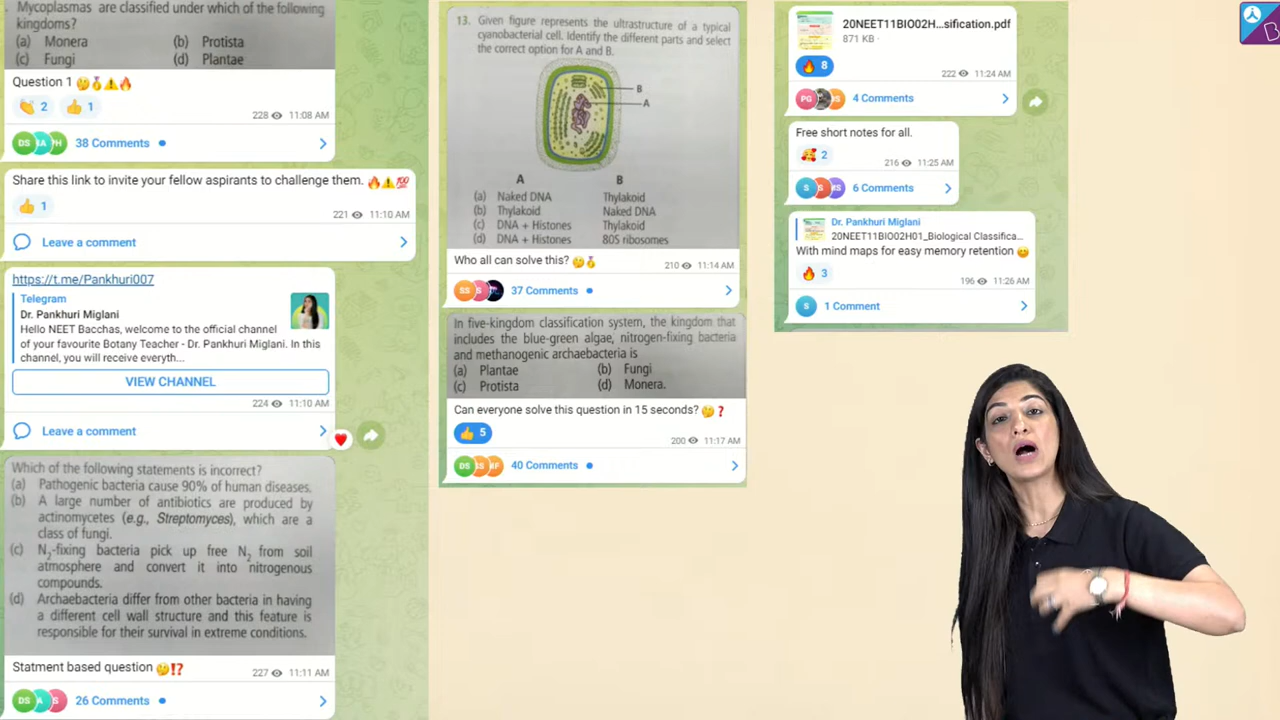 Mycoplasmas are classified under which of the following
kingdoms?
(a) Monera (b) Protista
(c) Fungi (d) Plantae
Question 1 🤔🥇⚠️🔥
👏 2 👍 1
228 11:08 AM
DS PH 38 Comments
Share this link to invite your fellow aspirants to challenge them. 🔥⚠️💯
👍 1
221 11:10 AM
Leave a comment
https://t.me/Pankhuri007
Telegram
Dr. Pankhuri Miglani
Hello NEET Bacchas, welcome to the official channel
of your favourite Botany Teacher - Dr. Pankhuri Miglani. In this
channel, you will receive everyth...
VIEW CHANNEL
224 11:10 AM
Leave a comment
Which of the following statements is incorrect?
(a) Pathogenic bacteria cause 90% of human diseases.
(b) A large number of antibiotics are produced by
actinomycetes (e.g., Streptomyces), which are a
class of fungi.
(c) N₂-fixing bacteria pick up free N₂ from soil
atmosphere and convert it into nitrogenous
compounds.
(d) Archaebacteria differ from other bacteria in having
a different cell wall structure and this feature is
responsible for their survival in extreme conditions.
Statment based question 🤔⁉️
227 11:11 AM
DS A S 26 Comments
13. Given figure represents the ultrastructure of a typical
cyanobacterial cell. Identify the different parts and select
the correct option for A and B.
B
A
A B
(a) Naked DNA Thylakoid
(b) Thylakoid Naked DNA
(c) DNA + Histones Thylakoid
(d) DNA + Histones 80S ribosomes
Who all can solve this? 🤔🥇
210 11:14 AM
SS S 37 Comments
In five-kingdom classification system, the kingdom that
includes the blue-green algae, nitrogen-fixing bacteria
and methanogenic archaebacteria is
(a) Plantae (b) Fungi
(c) Protista (d) Monera.
Can everyone solve this question in 15 seconds? 🤔❓
👍 5
200 11:17 AM
DS SS 40 Comments
20NEET11BIO02H...sification.pdf
871 KB
🔥 8
222 11:24 AM
PG 4 Comments
Free short notes for all.
🥰 2
216 11:25 AM
S S 6 Comments
Dr. Pankhuri Miglani
20NEET11BIO02H01_Biological Classifica...
With mind maps for easy memory retention 😊
🔥 3
196 11:26 AM
S 1 Comment
B